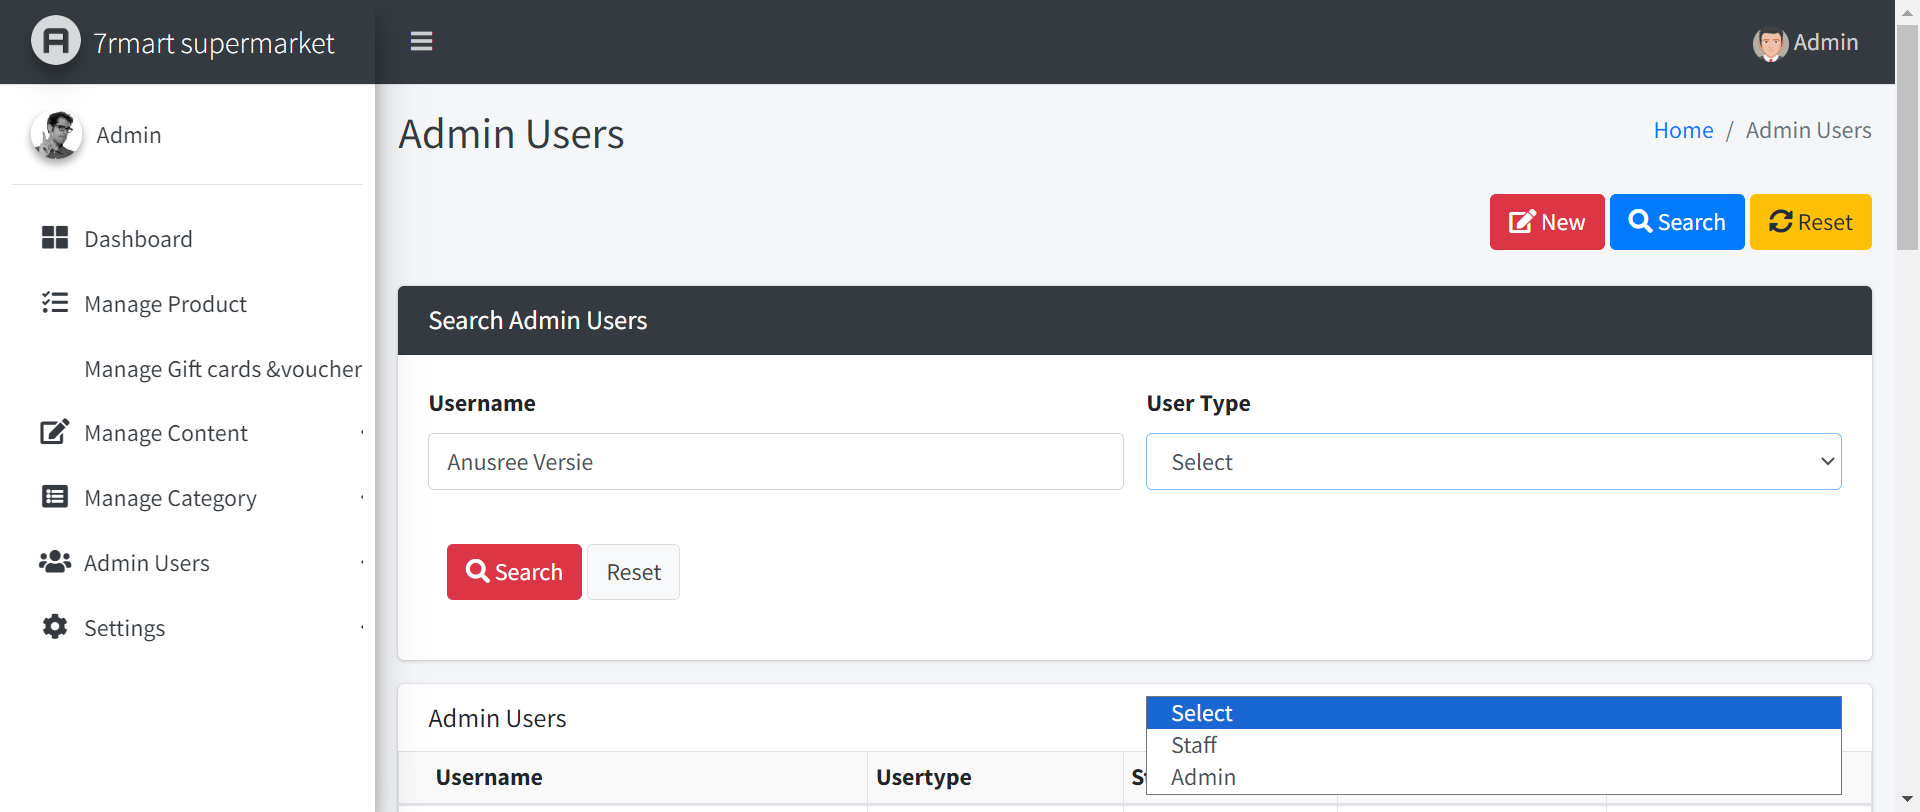 7rmart supermarket
Admin
Admin
Admin Users
Home / Admin Users
New
Search
Reset
Dashboard
Manage Product
Manage Gift cards &voucher
Manage Content
Manage Category
Admin Users
Settings
Search Admin Users
Username
User Type
Anusree Versie
Select
Search
Reset
Admin Users
Select
Staff
Admin
Username
Usertype